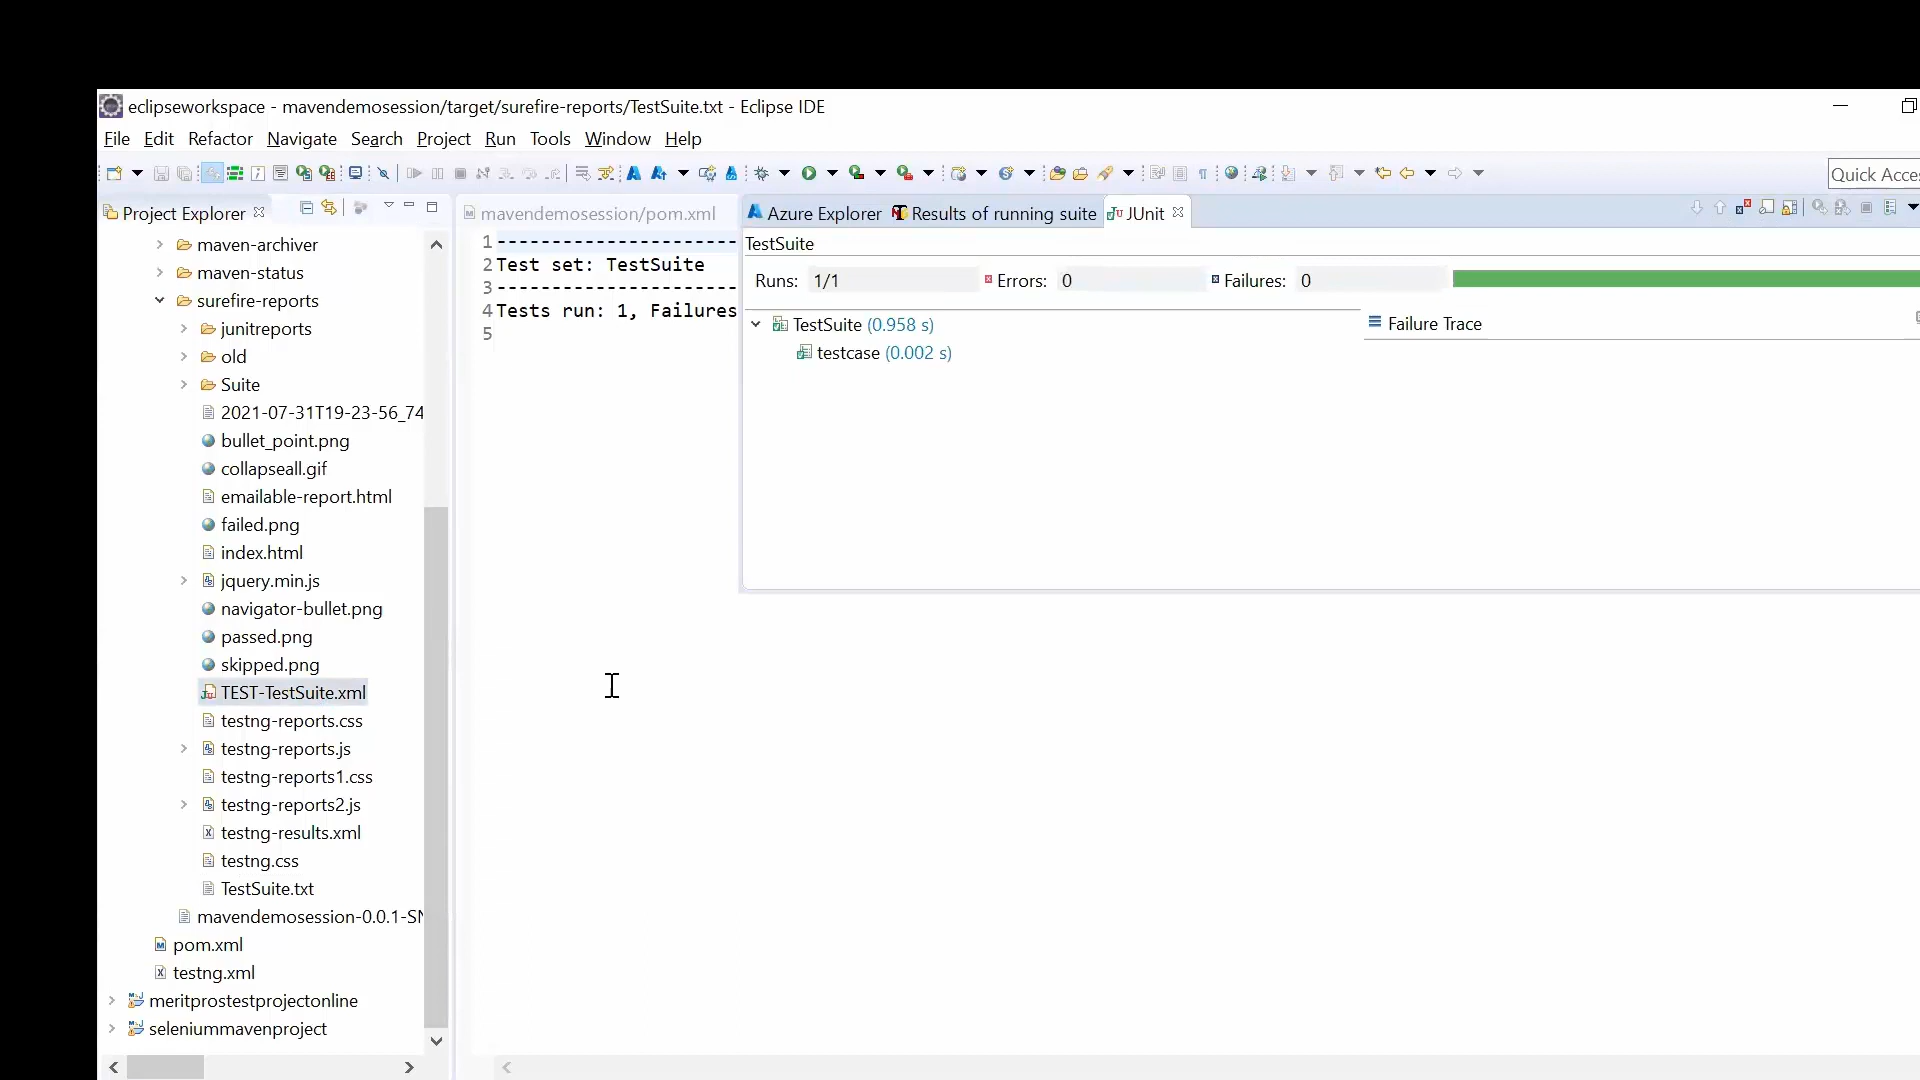 eclipseworkspace - mavendemosession/target/surefire-reports/TestSuite.txt - Eclipse IDE
File Edit Refactor Navigate Search Project Run Tools Window Help
Quick Acce
Project Explorer
maven-archiver
maven-status
surefire-reports
junitreports
old
Suite
2021-07-31T19-23-56_74
bullet_point.png
collapseall.gif
emailable-report.html
failed.png
index.html
jquery.min.js
navigator-bullet.png
passed.png
skipped.png
TEST-TestSuite.xml
testng-reports.css
testng-reports.js
testng-reports1.css
testng-reports2.js
testng-results.xml
testng.css
TestSuite.txt
mavendemosession-0.0.1-SN
pom.xml
testng.xml
meritprostestprojectonline
seleniummavenproject
mavendemosession/pom.xml
1 ----------------------
2 Test set: TestSuite
3 ----------------------
4 Tests run: 1, Failures
5
Azure Explorer Results of running suite JUnit
TestSuite
Runs: 1/1 Errors: 0 Failures: 0
TestSuite (0.958 s)
testcase (0.002 s)
Failure Trace